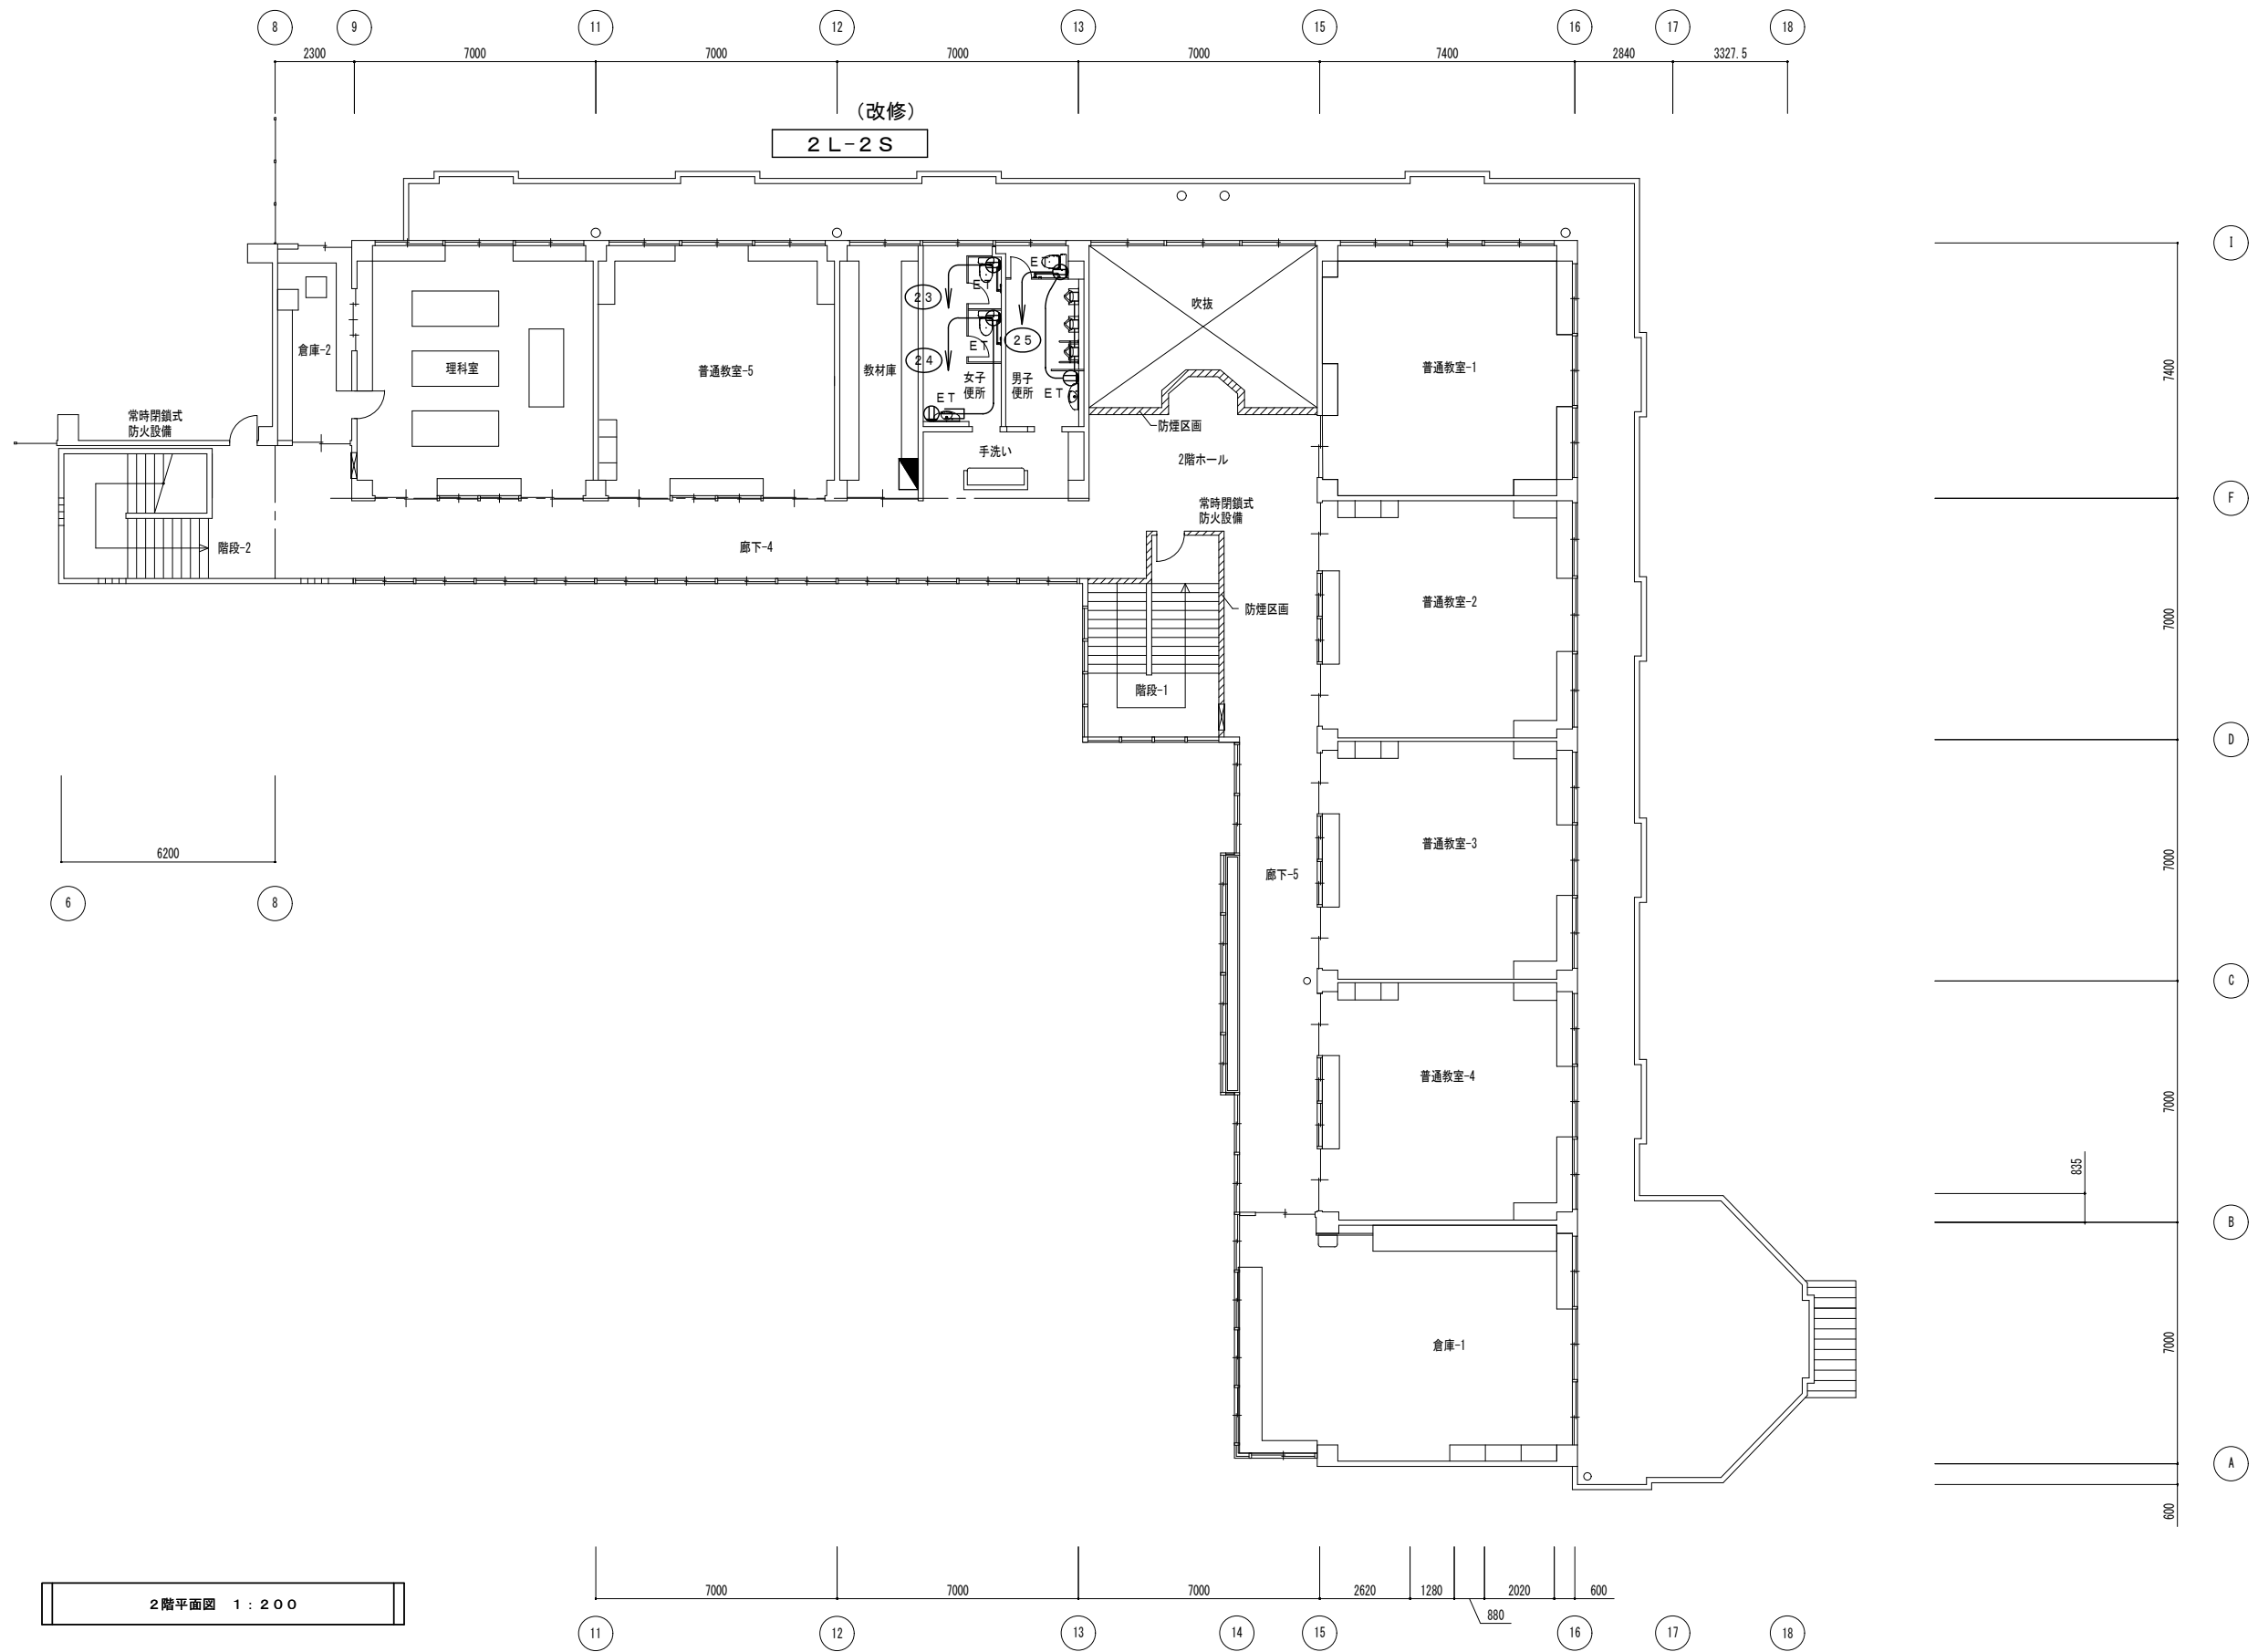 8 9 11 12 13 15 16 17 18
2300 7000 7000 7000 7000 7400 2840 3327.5
（改修）
２Ｌ-２Ｓ
I
吹抜
ＥＴ
ＥＴ
２３
２５
２４
倉庫-2
理科室
普通教室-5
教材庫
ＥＴ
女子
便所
男子
便所
ＥＴ
ＥＴ
普通教室-1
7400
常時閉鎖式
防火設備
防煙区画
手洗い
2階ホール
常時閉鎖式
防火設備
F
階段-2
廊下-4
普通教室-2
防煙区画
7000
階段-1
D
6200
普通教室-3
廊下-5
7000
6 8
C
普通教室-4
7000
835
B
倉庫-1
7000
A
600
7000 7000 7000 2620 1280 2020 600
880
２階平面図　１：２００
11 12 13 14 15 16 17 18